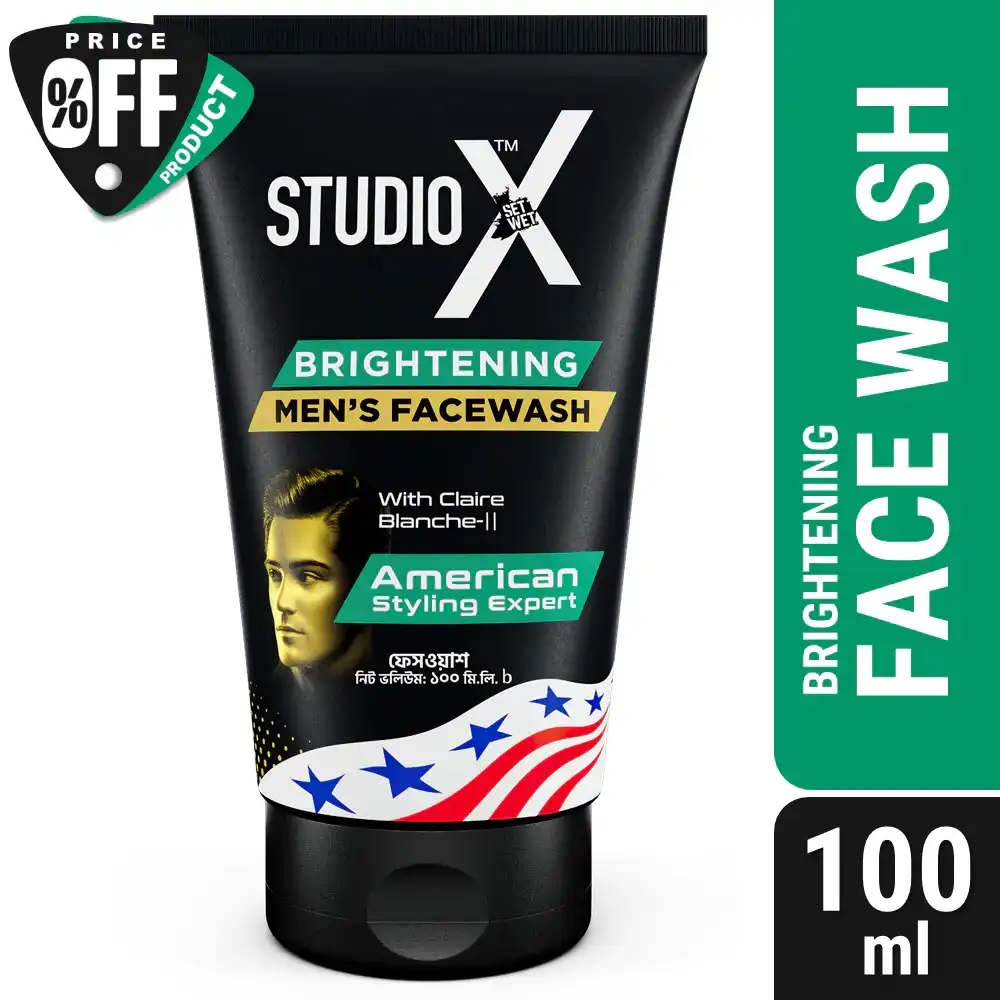 PRICE
%OFF
PRODUCT
STUDIO X™
SET
WET
BRIGHTENING
MEN'S FACEWASH
With Claire
Blanche-||
American
Styling Expert
ফেসওয়াশ
নিট ভলিউম: ১০০ মি.লি. b
BRIGHTENING
FACE WASH
100
ml